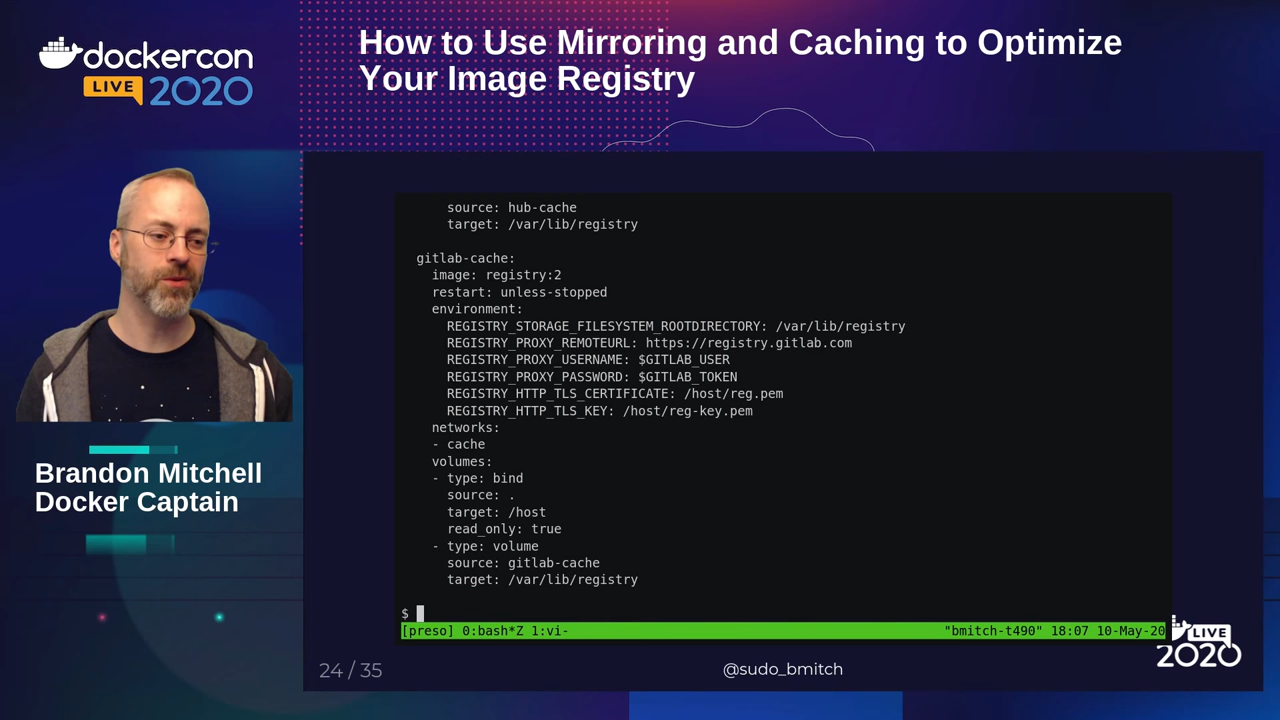 dockercon
LIVE 2020
How to Use Mirroring and Caching to Optimize
Your Image Registry
Brandon Mitchell
Docker Captain
source: hub-cache
target: /var/lib/registry
gitlab-cache:
image: registry:2
restart: unless-stopped
environment:
REGISTRY_STORAGE_FILESYSTEM_ROOTDIRECTORY: /var/lib/registry
REGISTRY_PROXY_REMOTEURL: https://registry.gitlab.com
REGISTRY_PROXY_USERNAME: $GITLAB_USER
REGISTRY_PROXY_PASSWORD: $GITLAB_TOKEN
REGISTRY_HTTP_TLS_CERTIFICATE: /host/reg.pem
REGISTRY_HTTP_TLS_KEY: /host/reg-key.pem
networks:
- cache
volumes:
- type: bind
source: .
target: /host
read_only: true
- type: volume
source: gitlab-cache
target: /var/lib/registry
$
[preso] 0:bash*Z 1:vi- "bmitch-t490" 18:07 10-May-20
24 / 35
@sudo_bmitch
LIVE
2020